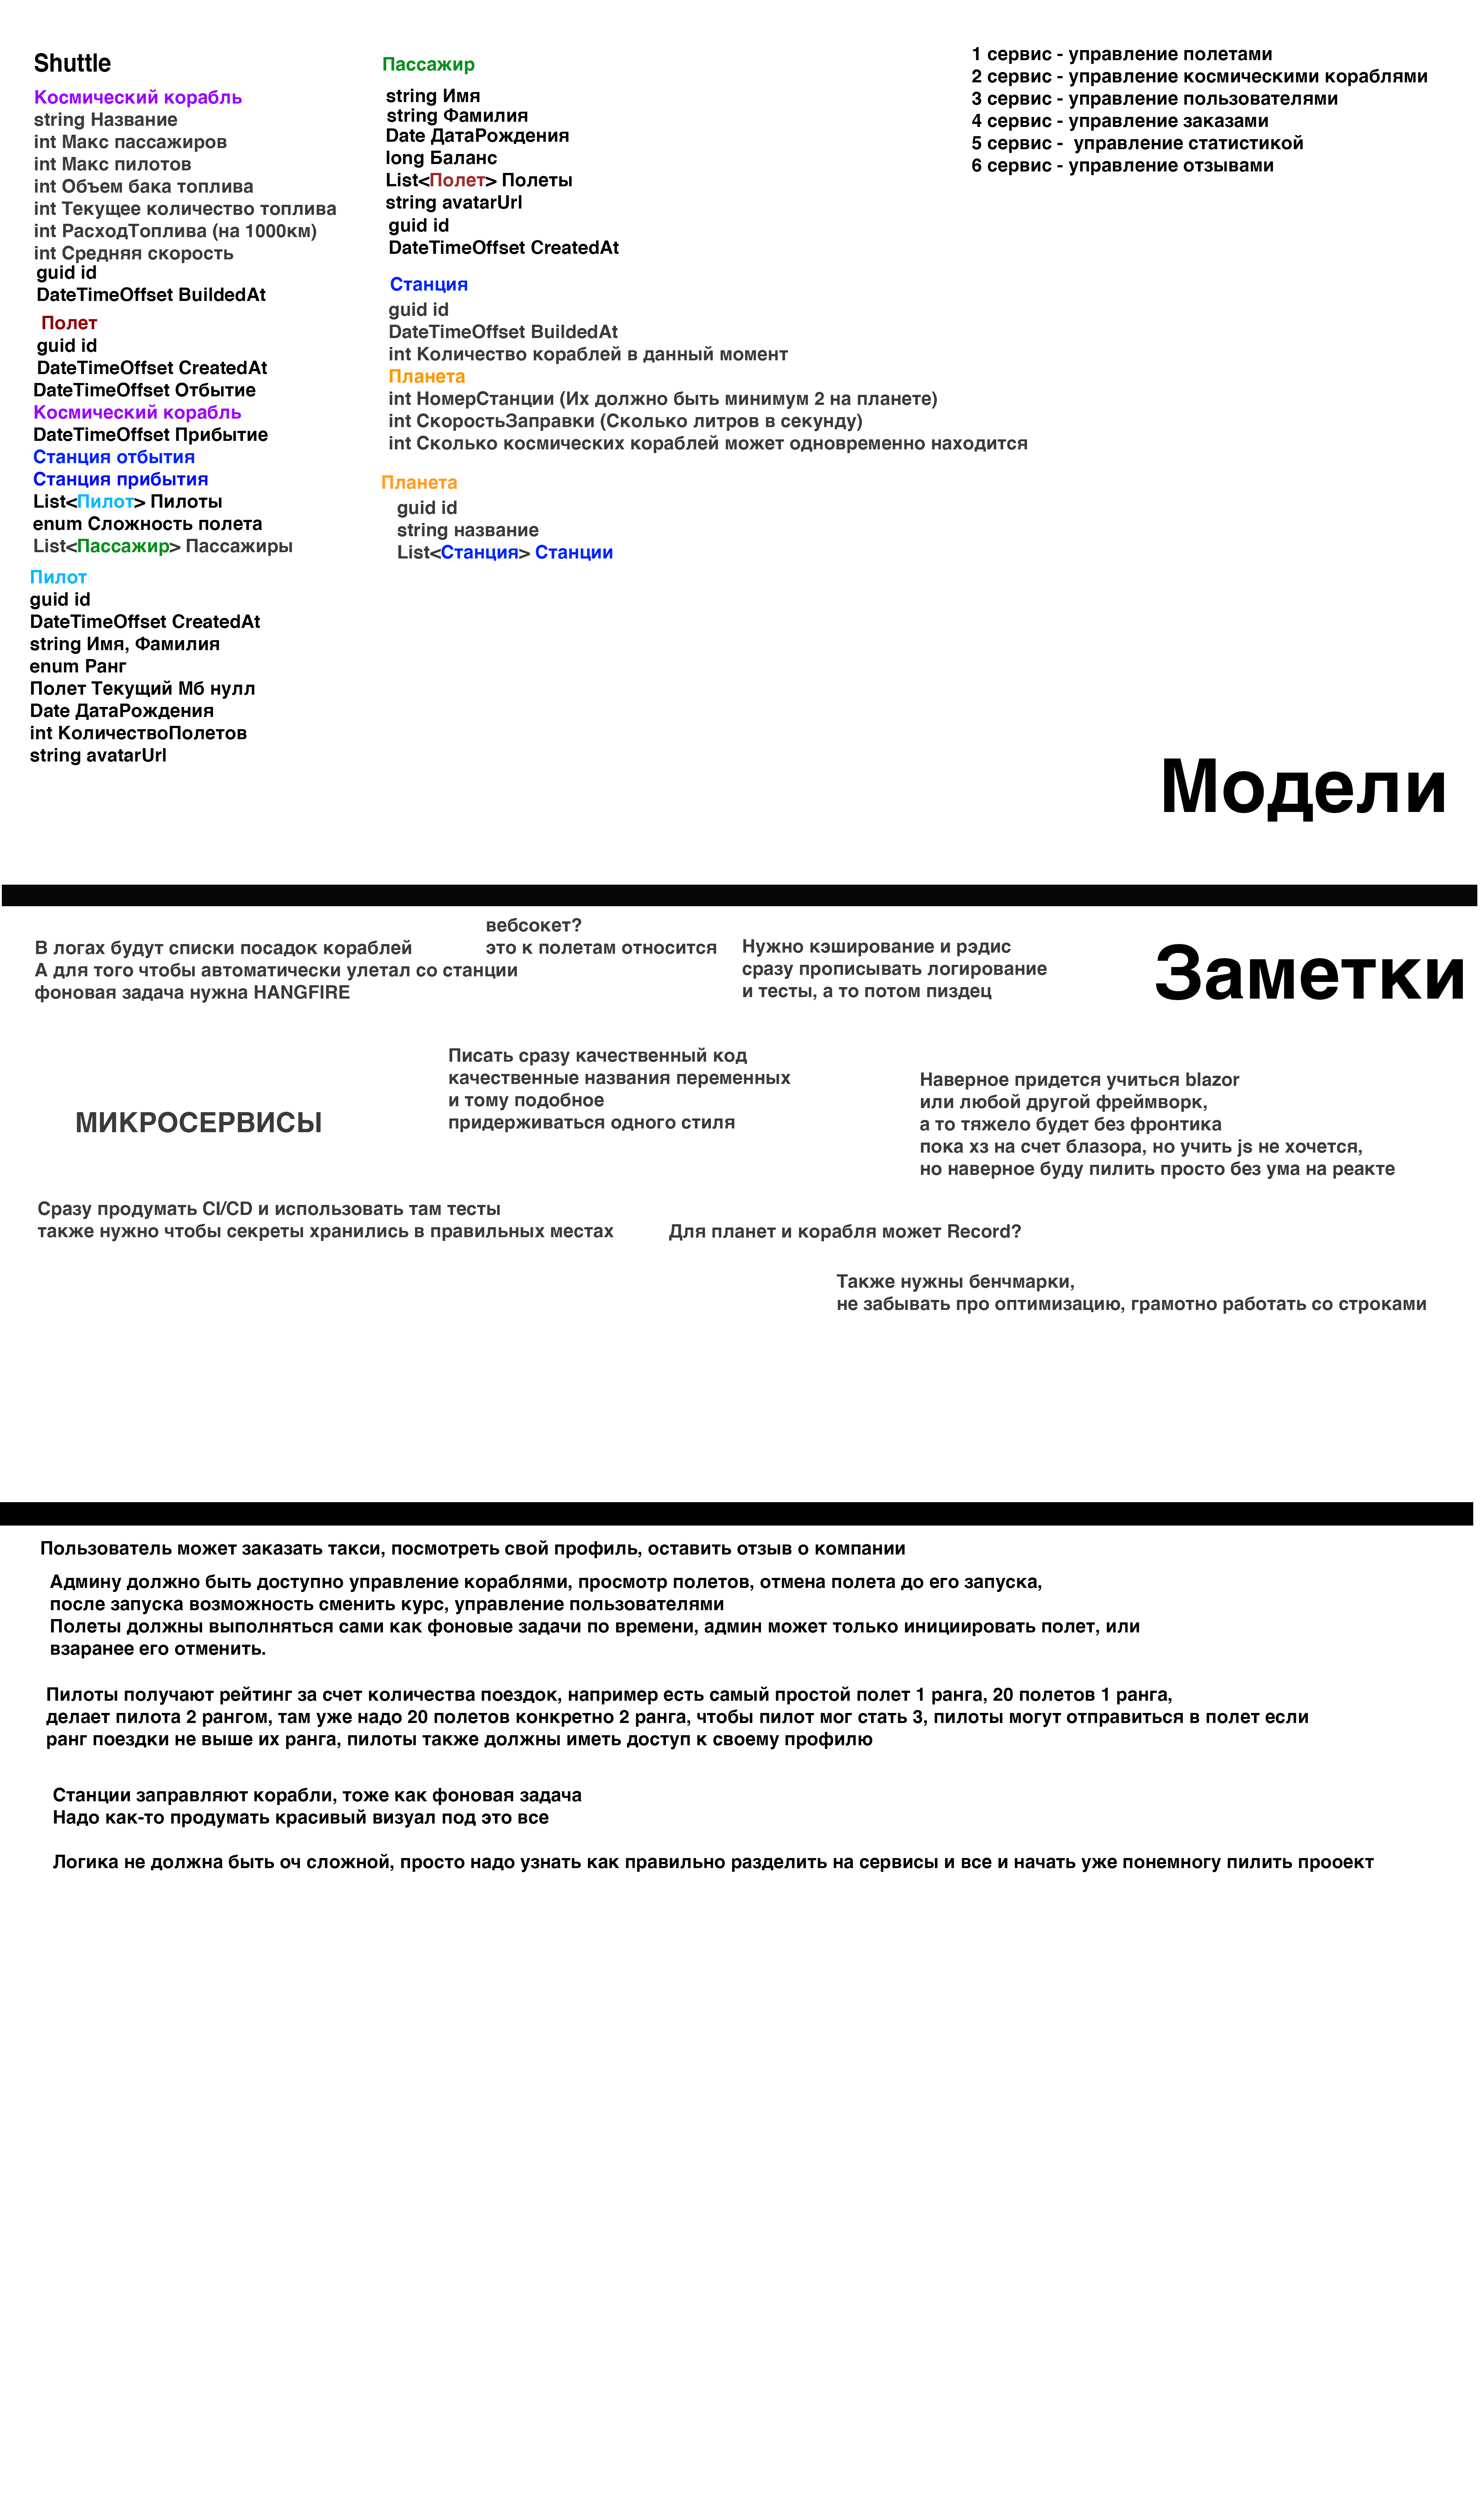 Shuttle
Космический корабль
string Название
int Макс пассажиров
int Макс пилотов
int Объем бака топлива
int Текущее количество топлива
int РасходТоплива (на 1000км)
int Средняя скорость
guid id
DateTimeOffset BuildedAt
Полет
guid id
DateTimeOffset CreatedAt
DateTimeOffset Отбытие
Космический корабль
DateTimeOffset Прибытие
Станция отбытия
Станция прибытия
List<Пилот> Пилоты
enum Сложность полета
List<Пассажир> Пассажиры
Пилот
guid id
DateTimeOffset CreatedAt
string Имя, Фамилия
enum Ранг
Полет Текущий Мб нулл
Date ДатаРождения
int КоличествоПолетов
string avatarUrl
Пассажир
string Имя
string Фамилия
Date ДатаРождения
long Баланс
List<Полет> Полеты
string avatarUrl
guid id
DateTimeOffset CreatedAt
Станция
guid id
DateTimeOffset BuildedAt
int Количество кораблей в данный момент
Планета
int НомерСтанции (Их должно быть минимум 2 на планете)
int СкоростьЗаправки (Сколько литров в секунду)
int Сколько космических кораблей может одновременно находится
Планета
guid id
string название
List<Станция> Станции
1 сервис - управление полетами
2 сервис - управление космическими кораблями
3 сервис - управление пользователями
4 сервис - управление заказами
5 сервис -  управление статистикой
6 сервис - управление отзывами
Модели
В логах будут списки посадок кораблей
А для того чтобы автоматически улетал со станции
фоновая задача нужна HANGFIRE
вебсокет?
это к полетам относится
Нужно кэширование и рэдис
сразу прописывать логирование
и тесты, а то потом пиздец
Заметки
МИКРОСЕРВИСЫ
Писать сразу качественный код
качественные названия переменных
и тому подобное
придерживаться одного стиля
Наверное придется учиться blazor
или любой другой фреймворк,
а то тяжело будет без фронтика
пока хз на счет блазора, но учить js не хочется,
но наверное буду пилить просто без ума на реакте
Сразу продумать CI/CD и использовать там тесты
также нужно чтобы секреты хранились в правильных местах
Для планет и корабля может Record?
Также нужны бенчмарки,
не забывать про оптимизацию, грамотно работать со строками
Пользователь может заказать такси, посмотреть свой профиль, оставить отзыв о компании
Админу должно быть доступно управление кораблями, просмотр полетов, отмена полета до его запуска,
после запуска возможность сменить курс, управление пользователями
Полеты должны выполняться сами как фоновые задачи по времени, админ может только инициировать полет, или
взаранее его отменить.
Пилоты получают рейтинг за счет количества поездок, например есть самый простой полет 1 ранга, 20 полетов 1 ранга,
делает пилота 2 рангом, там уже надо 20 полетов конкретно 2 ранга, чтобы пилот мог стать 3, пилоты могут отправиться в полет если
ранг поездки не выше их ранга, пилоты также должны иметь доступ к своему профилю
Станции заправляют корабли, тоже как фоновая задача
Надо как-то продумать красивый визуал под это все
Логика не должна быть оч сложной, просто надо узнать как правильно разделить на сервисы и все и начать уже понемногу пилить прооект